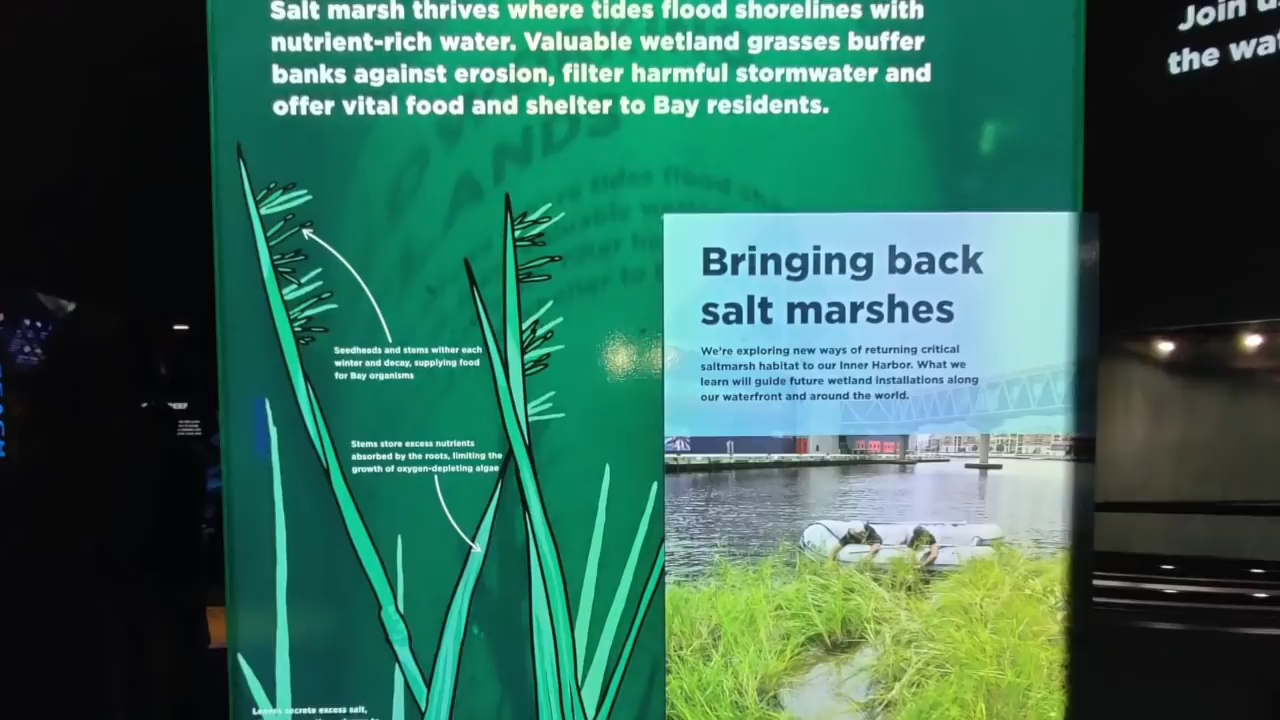 Salt marsh thrives where tides flood shorelines with
nutrient-rich water. Valuable wetland grasses buffer
banks against erosion, filter harmful stormwater and
offer vital food and shelter to Bay residents.
Join
the
Seedheads and stems wither each
winter and decay, supplying food
for Bay organisms
Stems store excess nutrients
absorbed by the roots, limiting the
growth of oxygen-depleting algae
Leaves secrete excess salt,
Bringing back
salt marshes
We're exploring new ways of returning critical
saltmarsh habitat to our Inner Harbor. What we
learn will guide future wetland installations along
our waterfront and around the world.